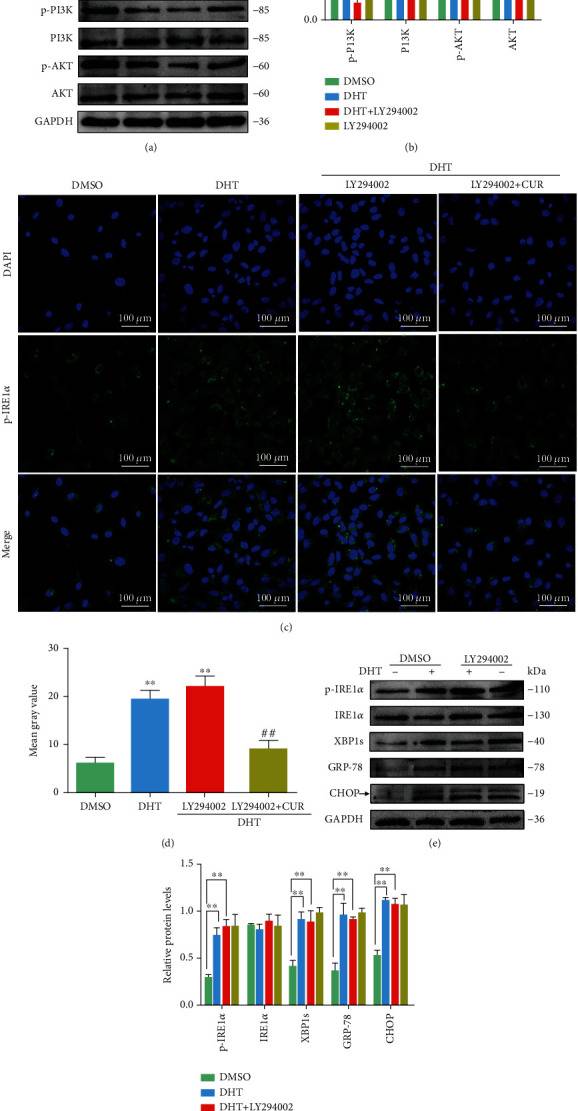 p-PI3K –85
PI3K –85
p-AKT –60
AKT –60
GAPDH –36
(a)
0.0
p-P13K P13K p-AKT AKT
DMSO
DHT
DHT+LY294002
LY294002
(b)
DHT
DMSO DHT LY294002 LY294002+CUR
DAPI
100 μm 100 μm 100 μm 100 μm
p-IRE1α
100 μm 100 μm 100 μm 100 μm
Merge
100 μm 100 μm 100 μm 100 μm
(c)
30
20
10
0
Mean gray value
** ** ##
DMSO DHT LY294002 LY294002+CUR
DHT
(d)
DMSO LY294002
DHT – + + – kDa
p-IRE1α –110
IRE1α –130
XBP1s –40
GRP-78 –78
CHOP –19
GAPDH –36
(e)
1.5
1.0
0.5
0.0
Relative protein levels
** ** ** ** ** ** ** **
p-IRE1α IRE1α XBP1s GRP-78 CHOP
DMSO
DHT
DHT+LY294002